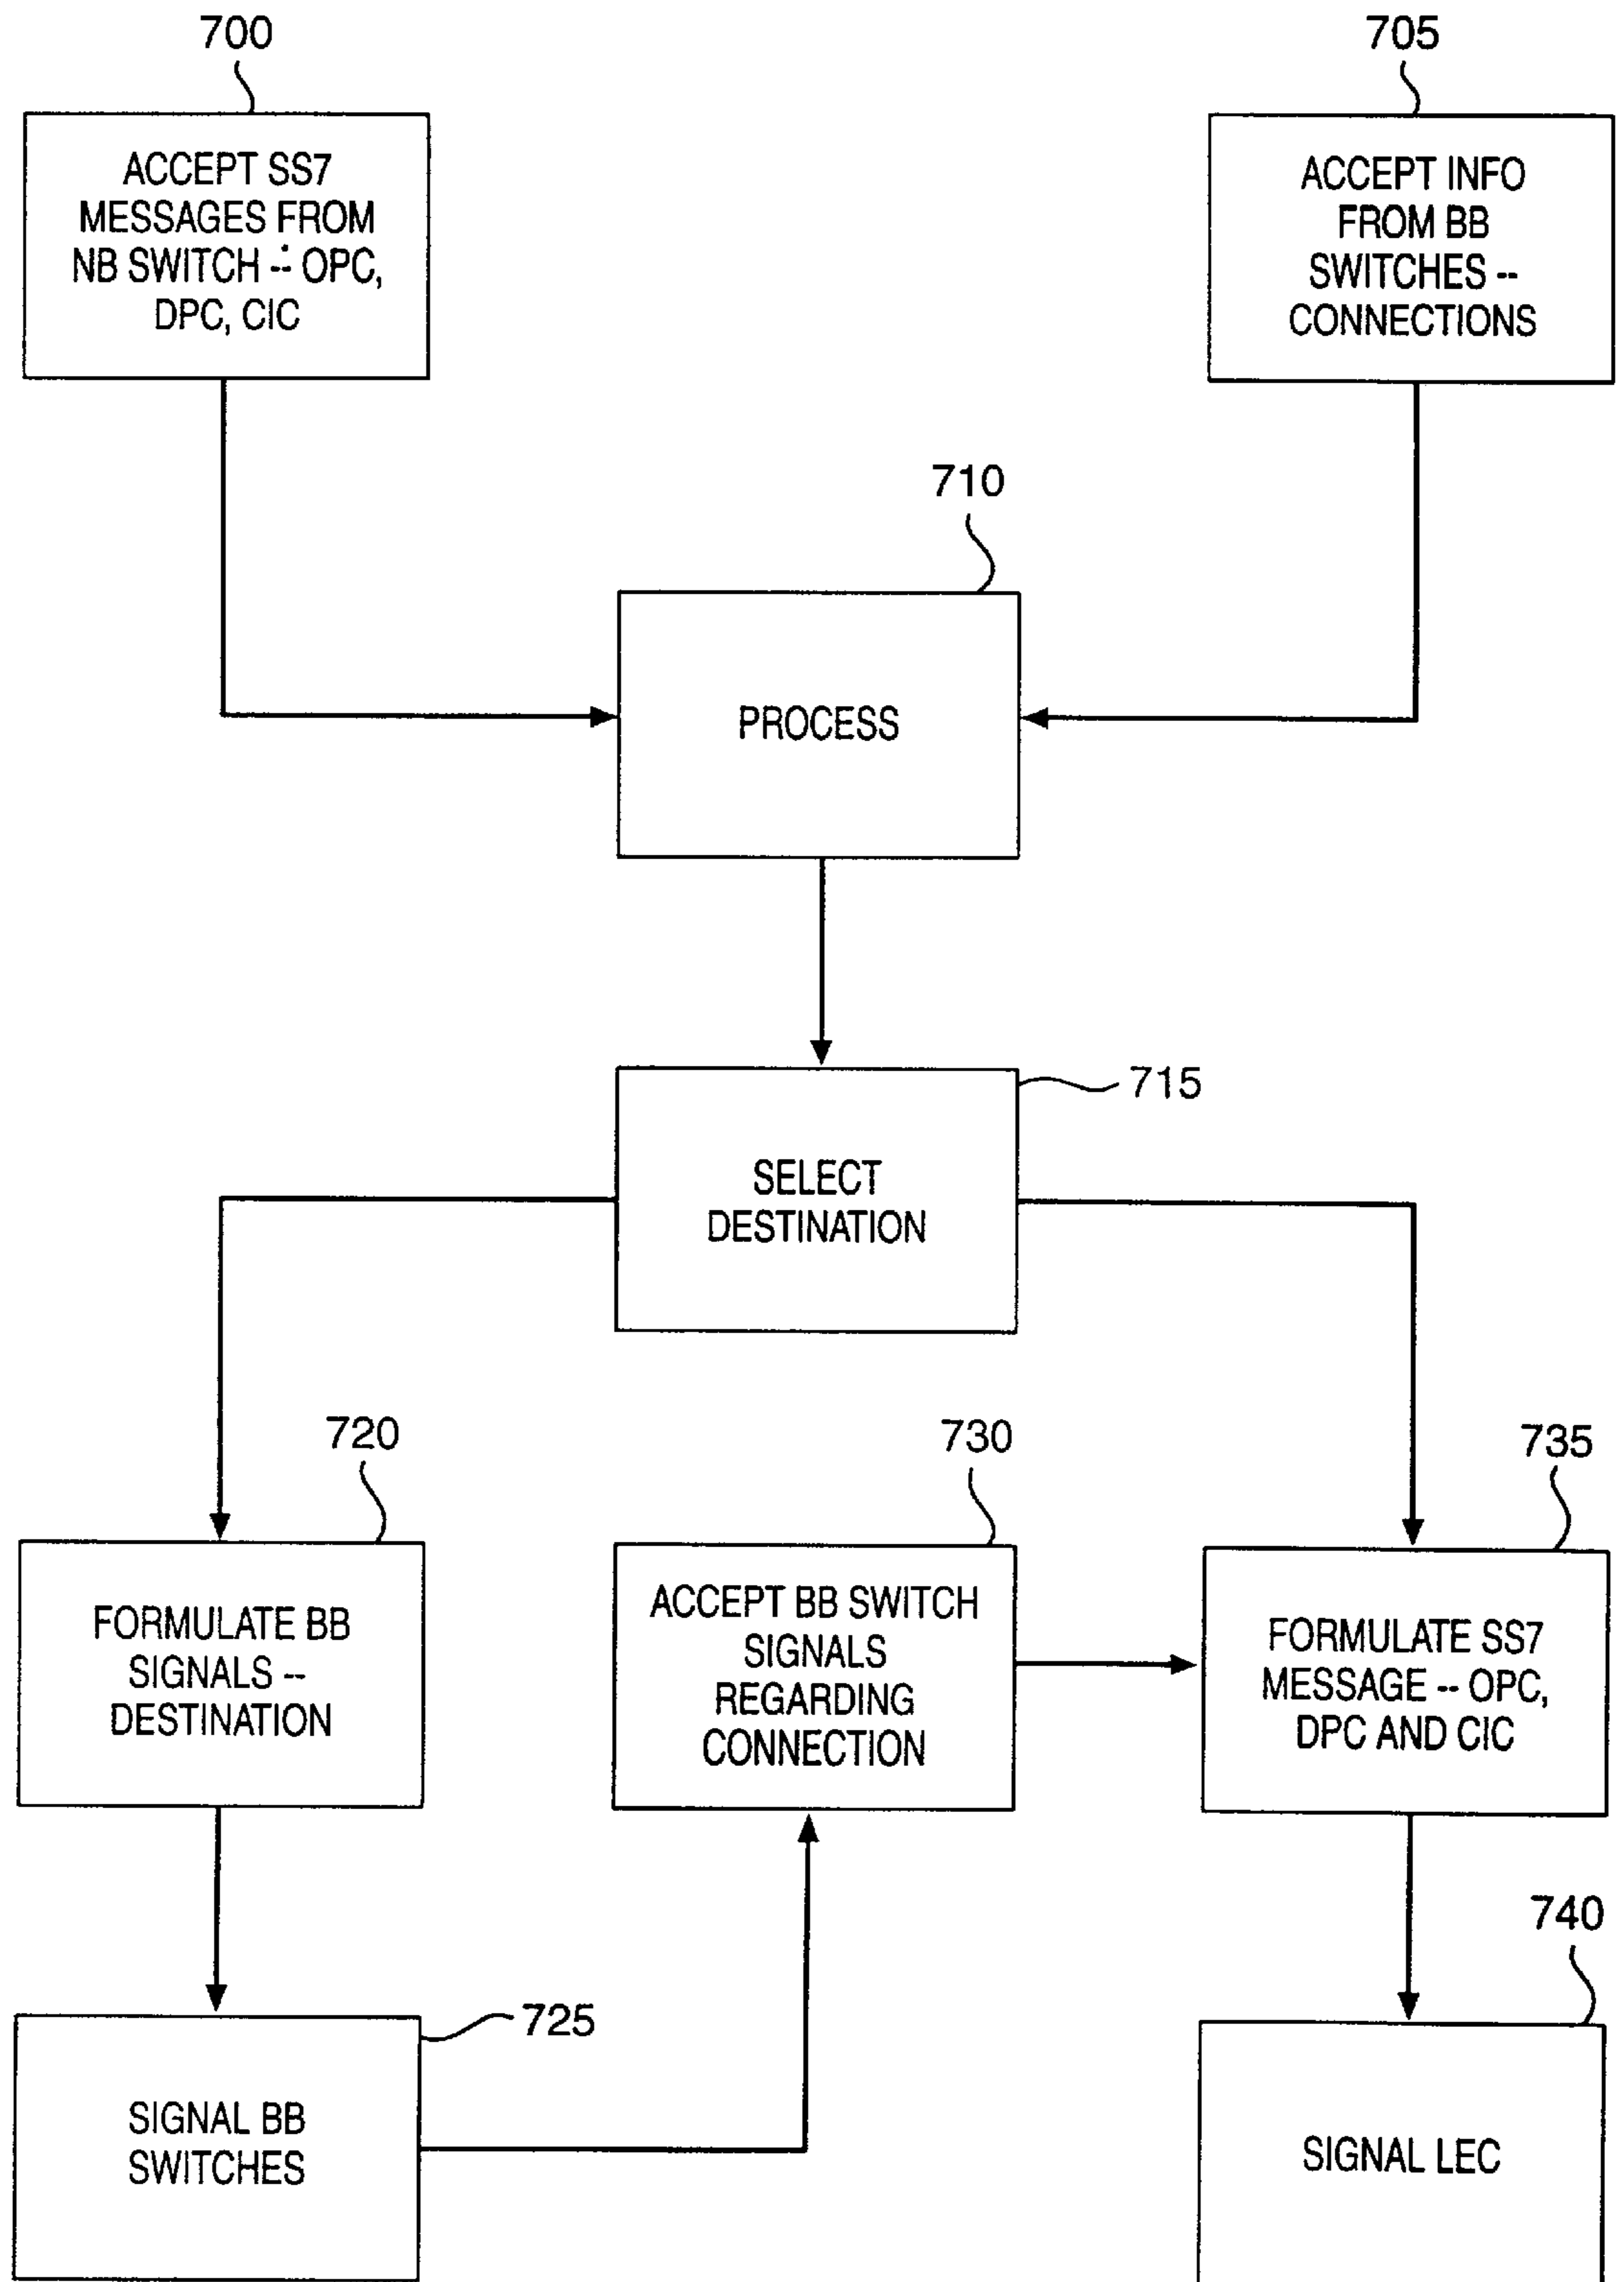 700
705
ACCEPT SS7
MESSAGES FROM
NB SWITCH -- OPC,
DPC, CIC
ACCEPT INFO
FROM BB
SWITCHES --
CONNECTIONS
710
PROCESS
715
SELECT
DESTINATION
720
730
735
FORMULATE BB
SIGNALS --
DESTINATION
ACCEPT BB SWITCH
SIGNALS
REGARDING
CONNECTION
FORMULATE SS7
MESSAGE -- OPC,
DPC AND CIC
725
740
SIGNAL BB
SWITCHES
SIGNAL LEC